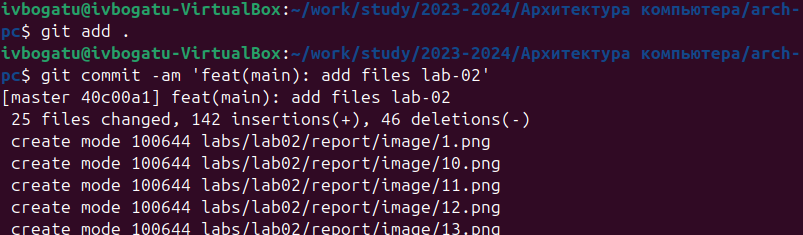 ivbogatu@ivbogatu-VirtualBox:~/work/study/2023-2024/Архитектура компьютера/arch-
pc$ git add .
ivbogatu@ivbogatu-VirtualBox:~/work/study/2023-2024/Архитектура компьютера/arch-
pc$ git commit -am 'feat(main): add files lab-02'
[master 40c00a1] feat(main): add files lab-02
 25 files changed, 142 insertions(+), 46 deletions(-)
 create mode 100644 labs/lab02/report/image/1.png
 create mode 100644 labs/lab02/report/image/10.png
 create mode 100644 labs/lab02/report/image/11.png
 create mode 100644 labs/lab02/report/image/12.png
 create mode 100644 labs/lab02/report/image/13.png